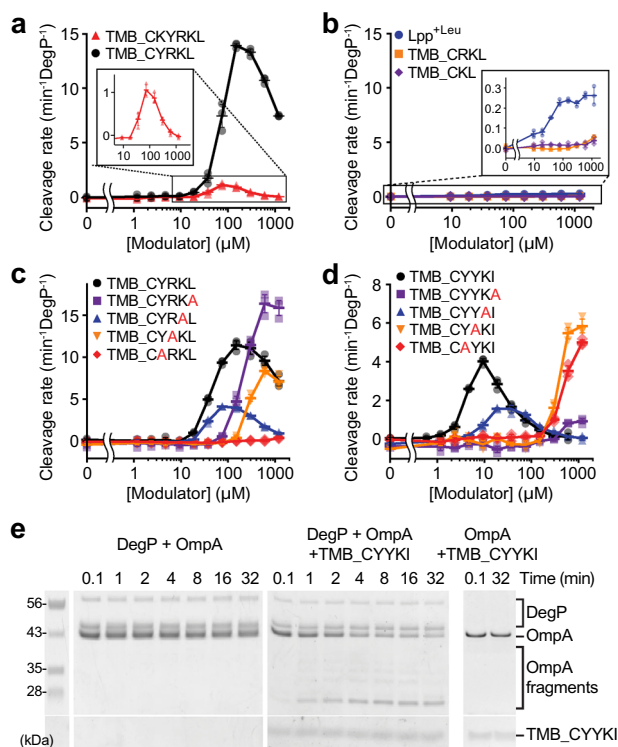 a
TMB_CKYRKL
TMB_CYRKL
Cleavage rate (min⁻¹DegP⁻¹)
15
10
5
0
1
0
10 100 1000
0 1 10 100 1000
[Modulator] (μM)
b
Lpp⁺ᴸᵉᵘ
TMB_CRKL
TMB_CKL
Cleavage rate (min⁻¹DegP⁻¹)
15
10
5
0
0.3
0.2
0.1
0.0
0 10 100 1000
0 1 10 100 1000
[Modulator] (μM)
c
TMB_CYRKL
TMB_CYRKA
TMB_CYRAL
TMB_CYAKL
TMB_CARKL
Cleavage rate (min⁻¹DegP⁻¹)
15
10
5
0
0 1 10 100 1000
[Modulator] (μM)
d
TMB_CYYKI
TMB_CYYKA
TMB_CYYAI
TMB_CYAKI
TMB_CAYKI
Cleavage rate (min⁻¹DegP⁻¹)
8
6
4
2
0
0 1 10 100 1000
[Modulator] (μM)
e
DegP + OmpA
DegP + OmpA
+TMB_CYYKI
OmpA
+TMB_CYYKI
0.1 1 2 4 8 16 32 0.1 1 2 4 8 16 32 0.1 32 Time (min)
56-
43-
35-
28-
(kDa)
DegP
OmpA
OmpA
fragments
TMB_CYYKI